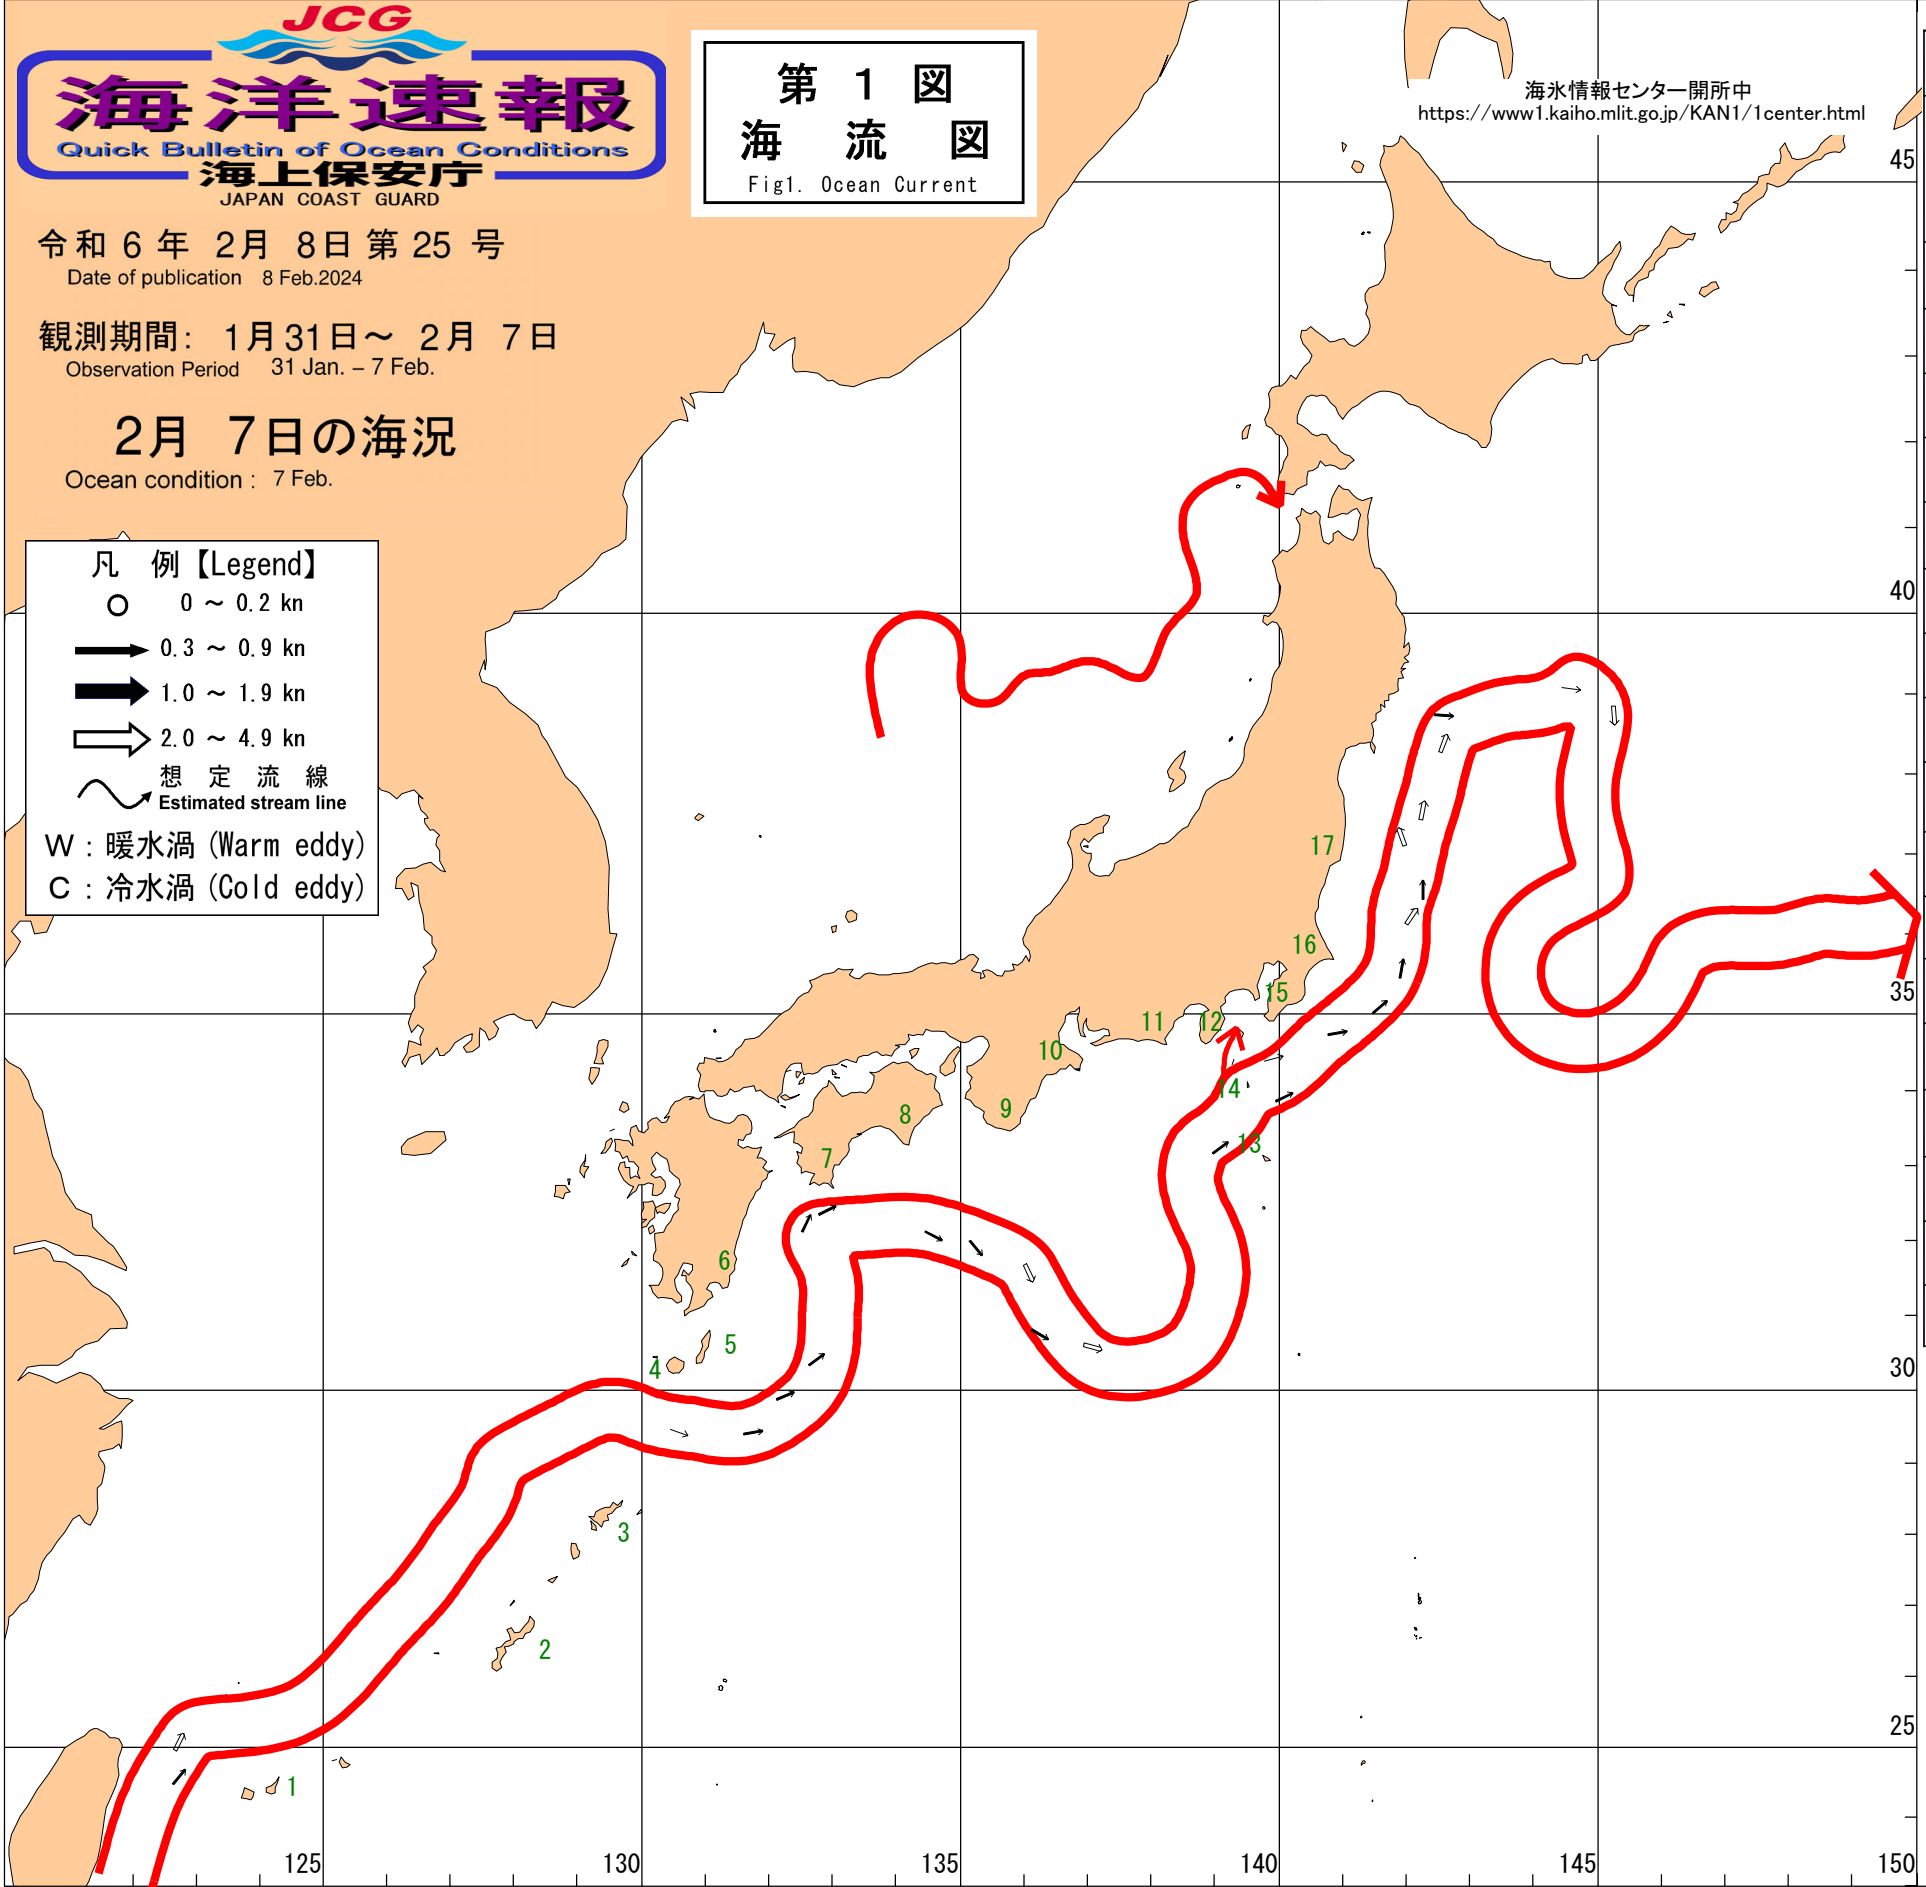 JCG
海洋速報
Quick Bulletin of Ocean Conditions
海上保安庁
JAPAN COAST GUARD
令和 6 年 2月 8日 第 25 号
Date of publication 8 Feb.2024
観測期間: 1月31日～ 2月 7日
Observation Period 31 Jan. – 7 Feb.
2月 7日の海況
Ocean condition : 7 Feb.
第 1 図
海 流 図
Fig1. Ocean Current
海氷情報センター開所中
https://www1.kaiho.mlit.go.jp/KAN1/1center.html
凡 例【Legend】
0 ～ 0.2 kn
0.3 ～ 0.9 kn
1.0 ～ 1.9 kn
2.0 ～ 4.9 kn
想 定 流 線
Estimated stream line
W : 暖水渦 (Warm eddy)
C : 冷水渦 (Cold eddy)
45
40
35
30
25
17
16
15
11
12
10
14
9
8
13
7
6
5
4
3
2
1
125
130
135
140
145
150